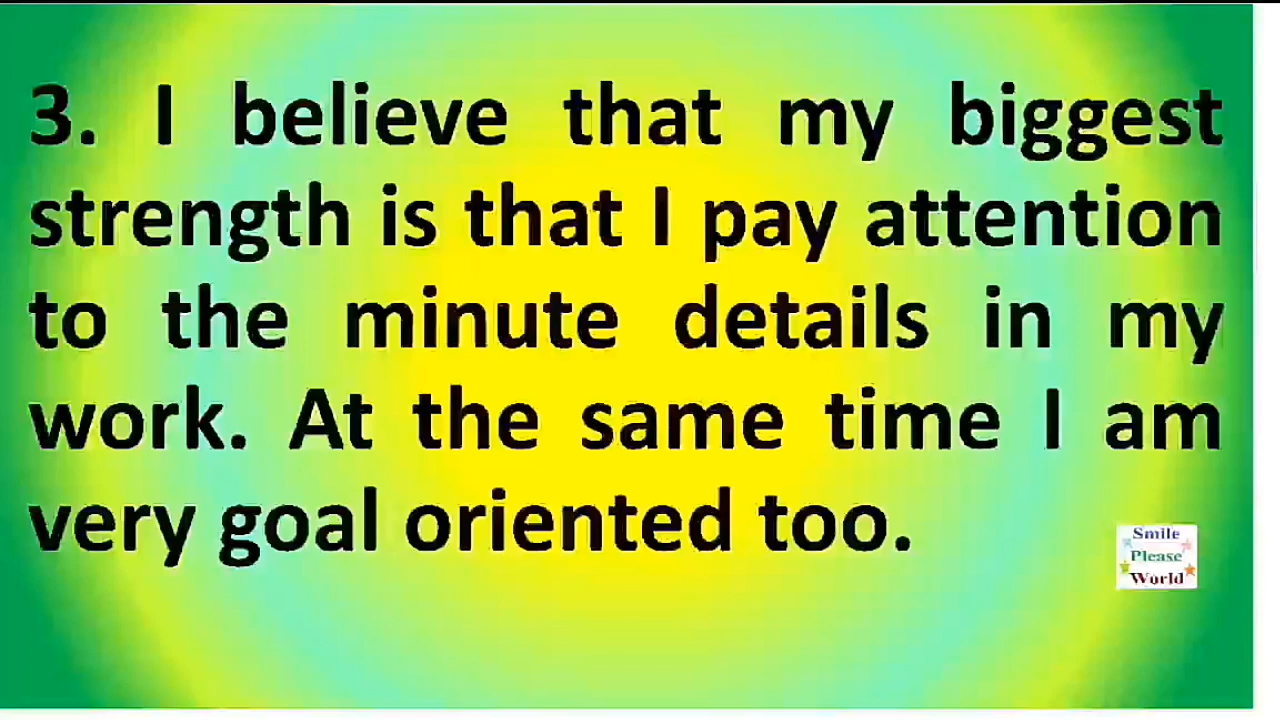 3. I believe that my biggest
strength is that I pay attention
to the minute details in my
work. At the same time I am
very goal oriented too.
Smile
Please
World